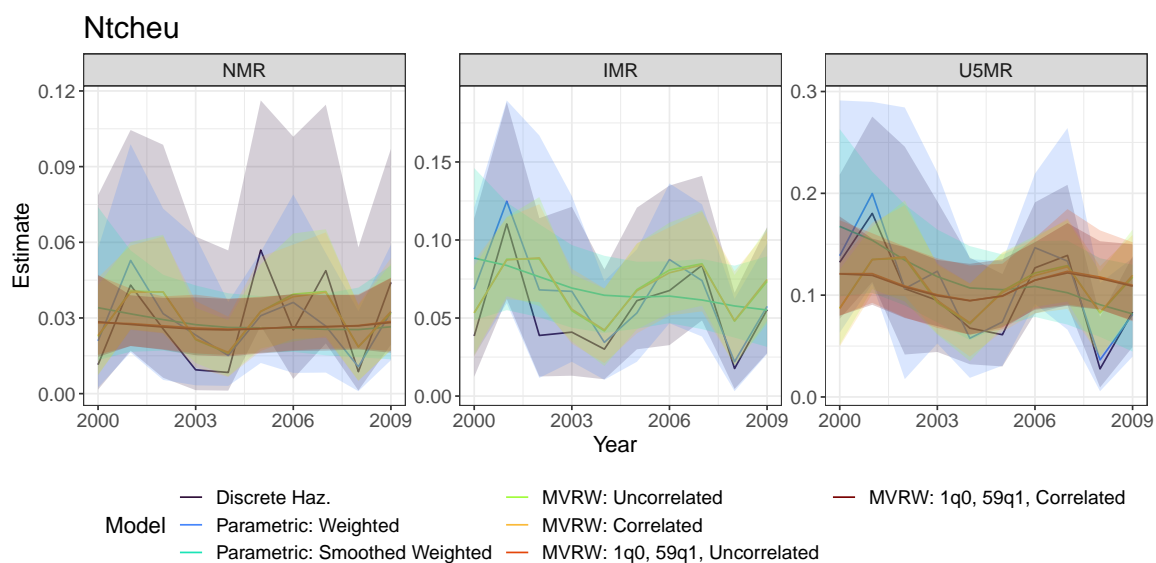 Ntcheu
NMR IMR U5MR
Estimate
0.12
0.09
0.06
0.03
0.00
0.15
0.10
0.05
0.00
0.3
0.2
0.1
0.0
2000 2003 2006 2009 2000 2003 2006 2009 2000 2003 2006 2009
Year
Model
Discrete Haz.
Parametric: Weighted
Parametric: Smoothed Weighted
MVRW: Uncorrelated
MVRW: Correlated
MVRW: 1q0, 59q1, Uncorrelated
MVRW: 1q0, 59q1, Correlated